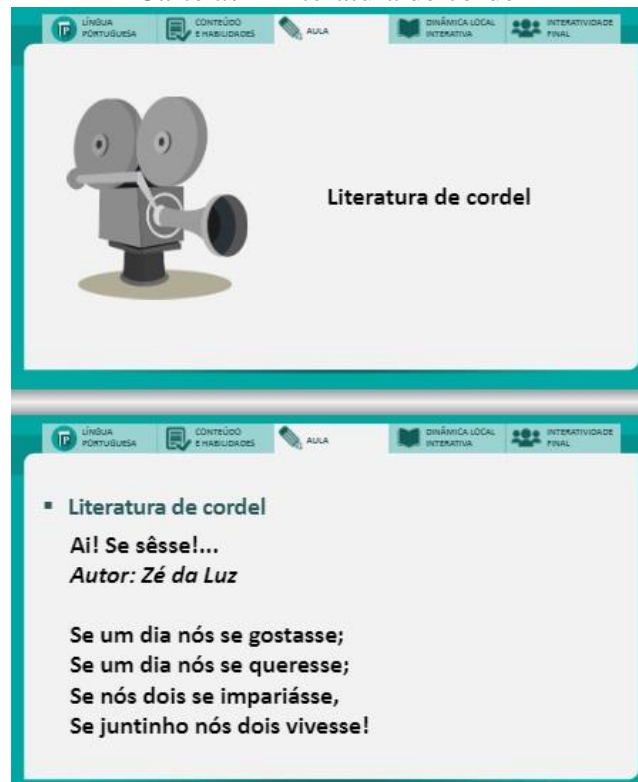 LÍNGUA
PORTUGUESA
CONTEÚDO
E HABILIDADES
AULA
DINÂMICA LOCAL
INTERATIVA
INTERATIVIDADE
FINAL
Literatura de cordel
LÍNGUA
PORTUGUESA
CONTEÚDO
E HABILIDADES
AULA
DINÂMICA LOCAL
INTERATIVA
INTERATIVIDADE
FINAL
▪ Literatura de cordel
Ai! Se sêsse!...
Autor: Zé da Luz
Se um dia nós se gostasse;
Se um dia nós se queresse;
Se nós dois se impariásse,
Se juntinho nós dois vivesse!